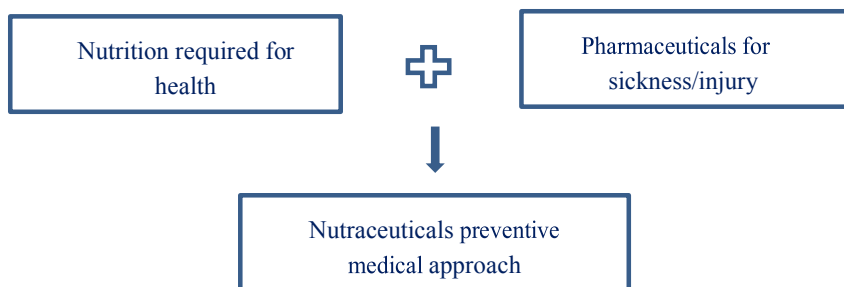 Nutrition required for
health
Pharmaceuticals for
sickness/injury
Nutraceuticals preventive
medical approach